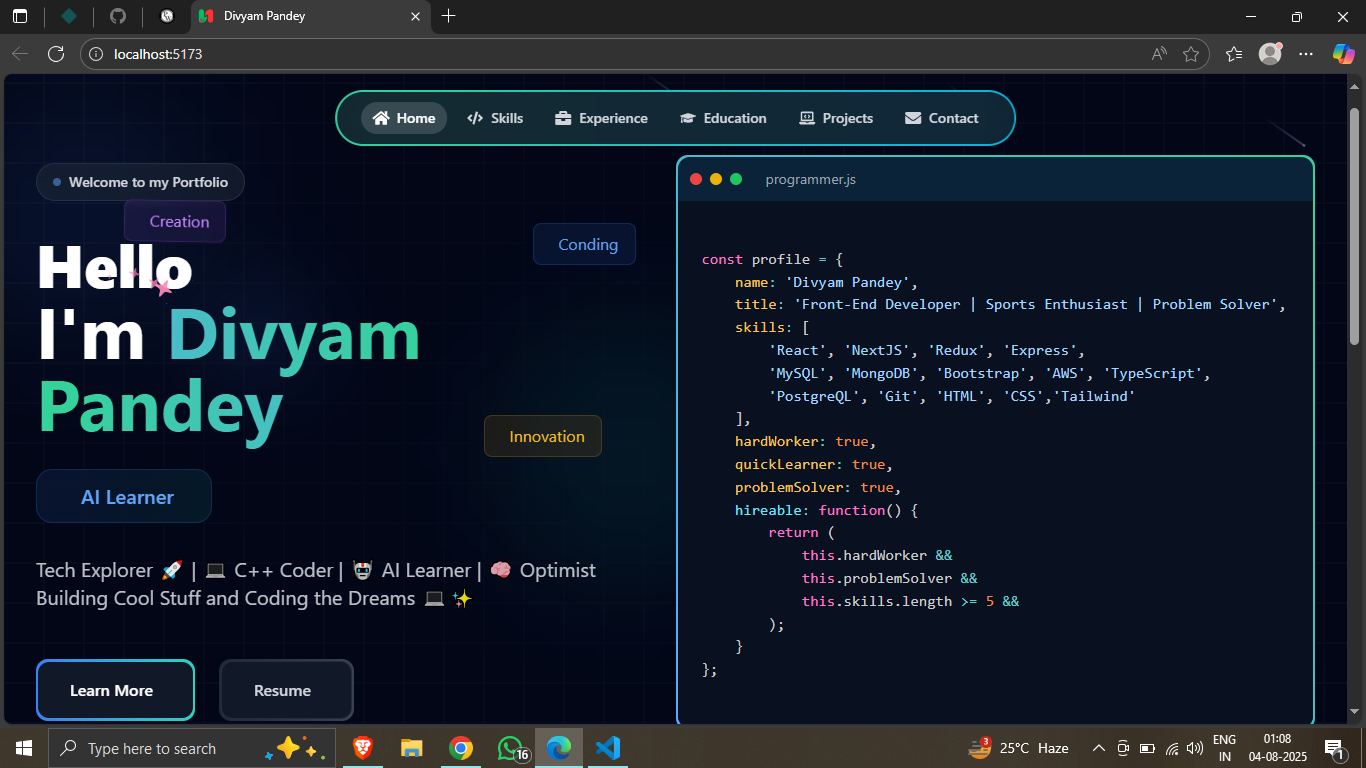 Divyam Pandey
localhost:5173
Home Skills Experience Education Projects Contact
Welcome to my Portfolio
Creation
Conding
Hello
I'm Divyam
Pandey
Innovation
AI Learner
Tech Explorer 🚀 | 💻 C++ Coder | 🤖 AI Learner | 🧠 Optimist
Building Cool Stuff and Coding the Dreams 💻 ✨
Learn More Resume
programmer.js
const profile = {
name: 'Divyam Pandey',
title: 'Front-End Developer | Sports Enthusiast | Problem Solver',
skills: [
'React', 'NextJS', 'Redux', 'Express',
'MySQL', 'MongoDB', 'Bootstrap', 'AWS', 'TypeScript',
'PostgreQL', 'Git', 'HTML', 'CSS','Tailwind'
],
hardWorker: true,
quickLearner: true,
problemSolver: true,
hireable: function() {
return (
this.hardWorker &&
this.problemSolver &&
this.skills.length >= 5 &&
);
}
};
Type here to search
16
3
25°C Haze
ENG
IN
01:08
04-08-2025
1